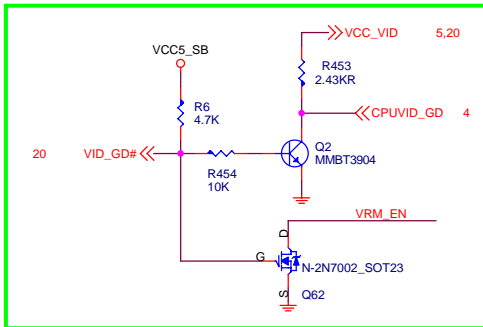 VCC_VID 5,20
VCC5_SB
R453
2.43KR
R6
4.7K
CPUVID_GD 4
20 VID_GD#
Q2
MMBT3904
R454
10K
VRM_EN
D
G
N-2N7002_SOT23
S
Q62